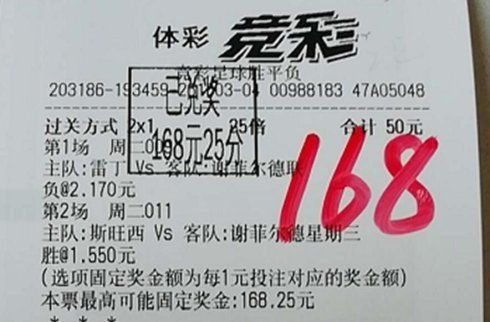 体彩 竞彩
竞彩足球胜平负
00988183 47A05048
已兑奖
168元25分
过关方式 2x1 25倍 合计 50元
第1场 周二
主队:雷丁 Vs 客队:谢菲尔德联
负@2.170元
168
第2场 周二011
主队:斯旺西 Vs 客队:谢菲尔德星期三
胜@1.550元
(选项固定奖金额为每1元投注对应的奖金额)
本票最高可能固定奖金:168.25元